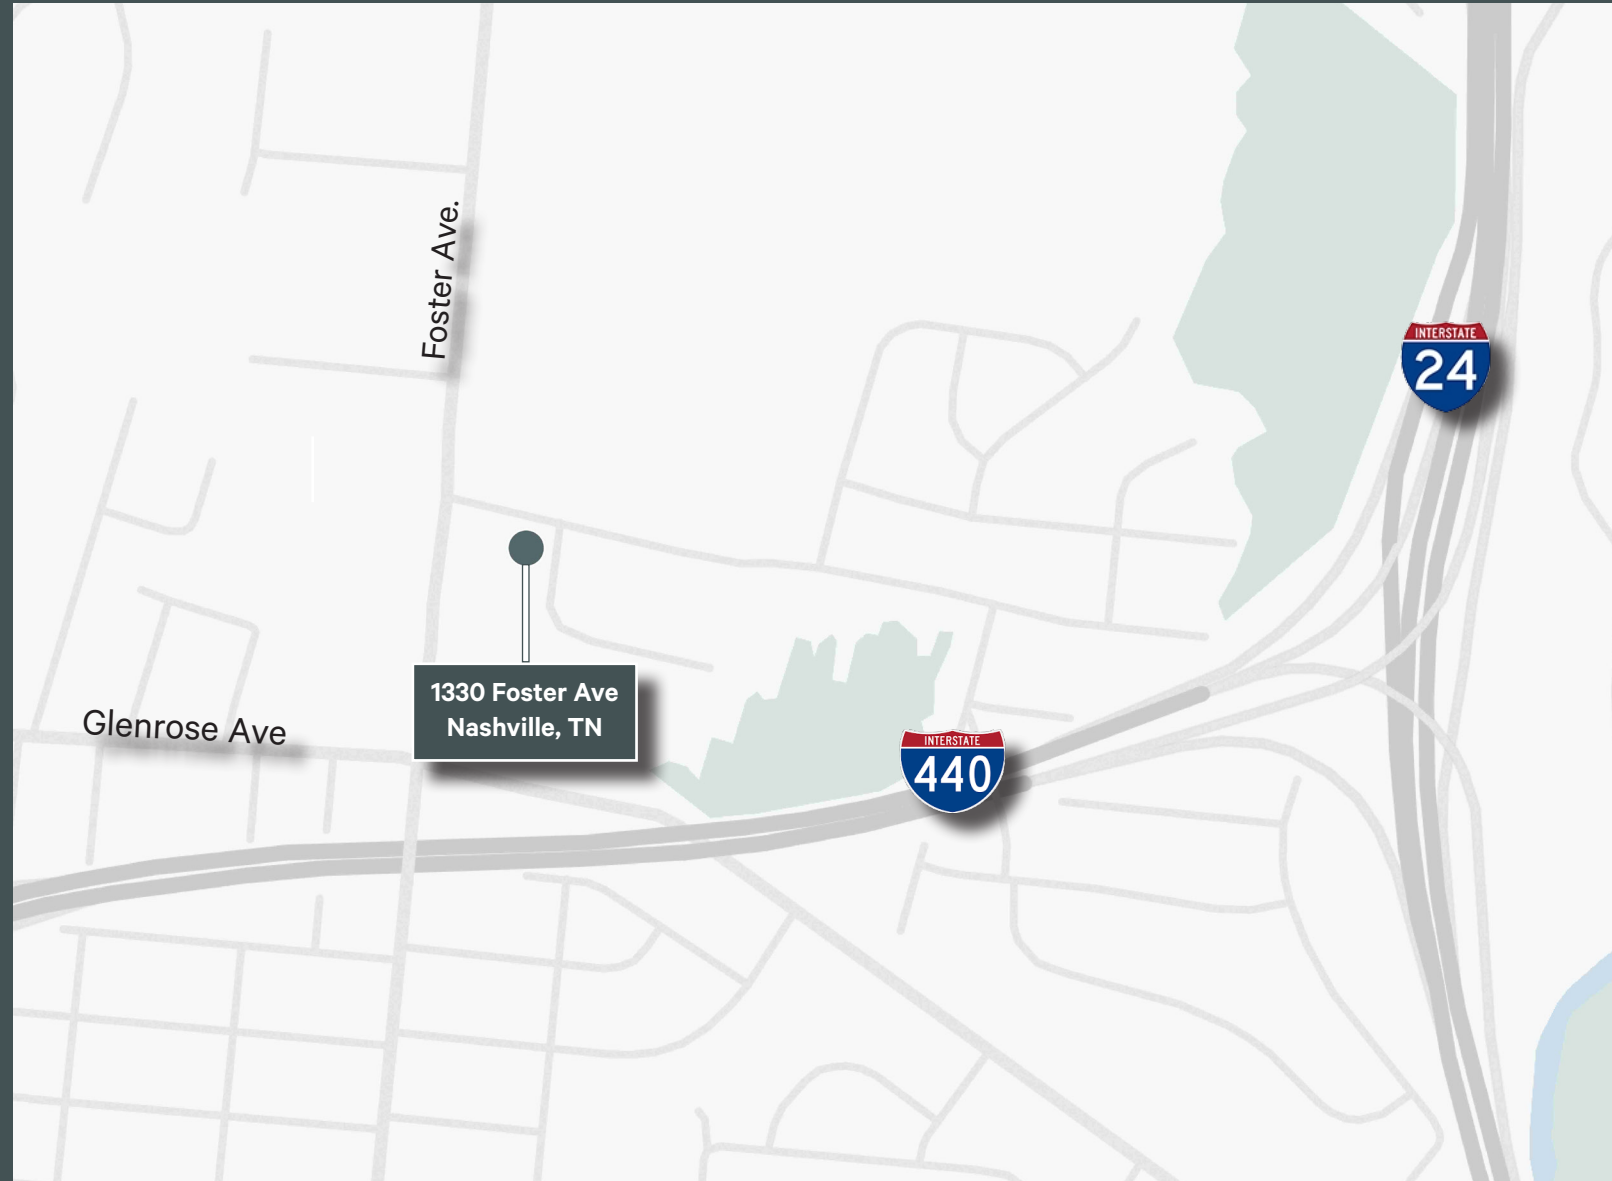 Foster Ave.
INTERSTATE
24
1330 Foster Ave
Nashville, TN
Glenrose Ave
INTERSTATE
440